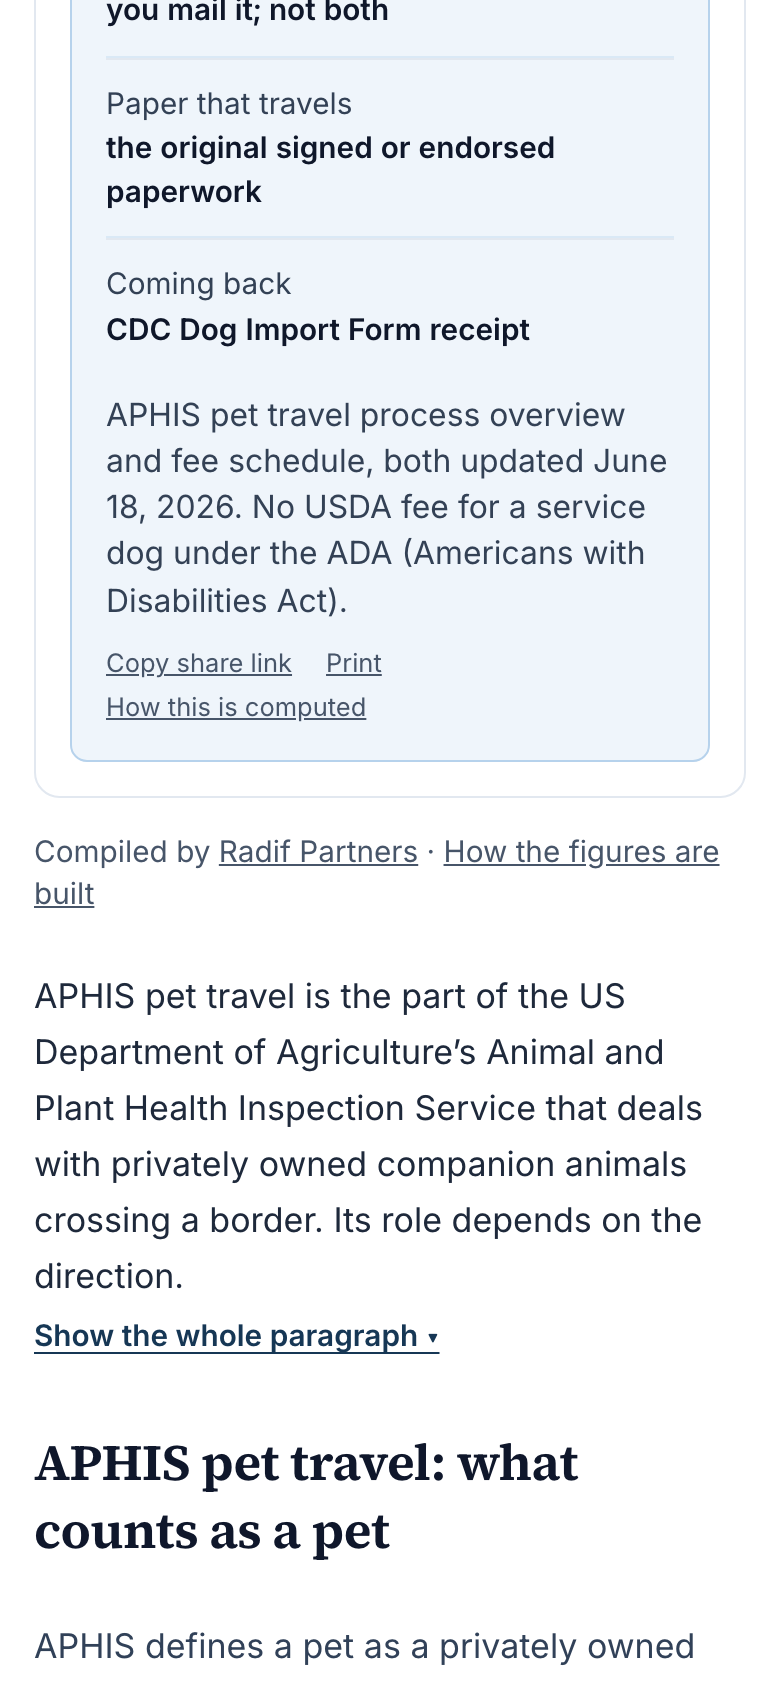 you mail it; not both
Paper that travels
the original signed or endorsed
paperwork
Coming back
CDC Dog Import Form receipt
APHIS pet travel process overview
and fee schedule, both updated June
18, 2026. No USDA fee for a service
dog under the ADA (Americans with
Disabilities Act).
Copy share link Print
How this is computed
Compiled by Radif Partners · How the figures are
built
APHIS pet travel is the part of the US
Department of Agriculture’s Animal and
Plant Health Inspection Service that deals
with privately owned companion animals
crossing a border. Its role depends on the
direction.
Show the whole paragraph ▾
APHIS pet travel: what
counts as a pet
APHIS defines a pet as a privately owned